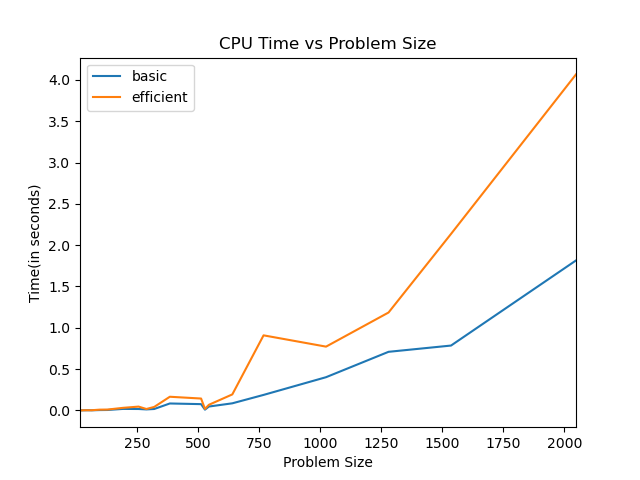 CPU Time vs Problem Size
basic
efficient
4.0
3.5
3.0
2.5
2.0
1.5
1.0
0.5
0.0
Time(in seconds)
250 500 750 1000 1250 1500 1750 2000
Problem Size